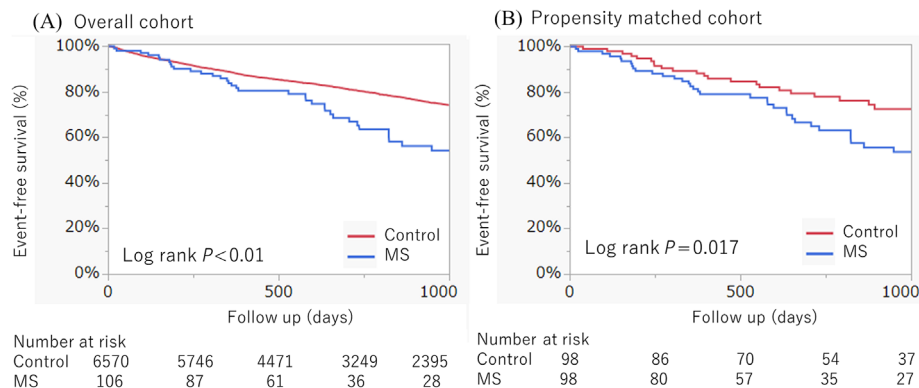 (A) Overall cohort
Event-free survival (%)
100%
80%
60%
40%
20%
0%
Control
MS
Log rank P<0.01
0 500 1000
Follow up (days)
Number at risk
Control 6570 5746 4471 3249 2395
MS 106 87 61 36 28
(B) Propensity matched cohort
Event-free survival (%)
100%
80%
60%
40%
20%
0%
Control
MS
Log rank P=0.017
0 500 1000
Follow up (days)
Number at risk
Control 98 86 70 54 37
MS 98 80 57 35 27